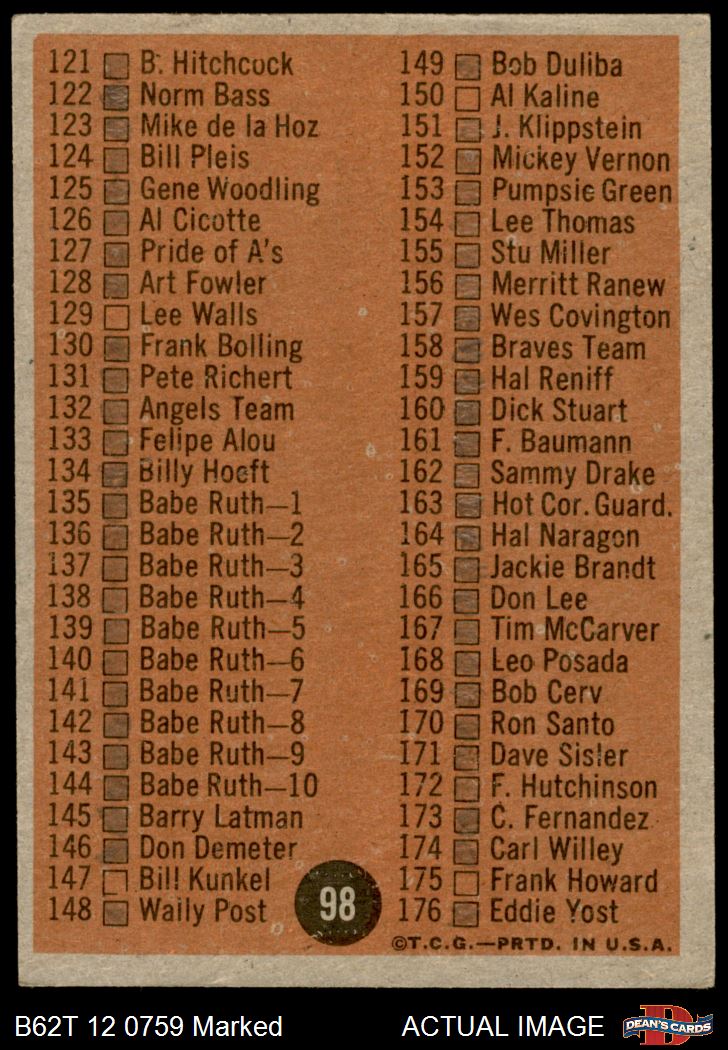 121 B. Hitchcock
122 Norm Bass
123 Mike de la Hoz
124 Bill Pleis
125 Gene Woodling
126 Al Cicotte
127 Pride of A's
128 Art Fowler
129 Lee Walls
130 Frank Bolling
131 Pete Richert
132 Angels Team
133 Felipe Alou
134 Billy Hoeft
135 Babe Ruth—1
136 Babe Ruth—2
137 Babe Ruth—3
138 Babe Ruth—4
139 Babe Ruth—5
140 Babe Ruth—6
141 Babe Ruth—7
142 Babe Ruth—8
143 Babe Ruth—9
144 Babe Ruth—10
145 Barry Latman
146 Don Demeter
147 Bill Kunkel
148 Wally Post
149 Bob Duliba
150 Al Kaline
151 J. Klippstein
152 Mickey Vernon
153 Pumpsie Green
154 Lee Thomas
155 Stu Miller
156 Merritt Ranew
157 Wes Covington
158 Braves Team
159 Hal Reniff
160 Dick Stuart
161 F. Baumann
162 Sammy Drake
163 Hot Cor. Guard.
164 Hal Naragon
165 Jackie Brandt
166 Don Lee
167 Tim McCarver
168 Leo Posada
169 Bob Cerv
170 Ron Santo
171 Dave Sisler
172 F. Hutchinson
173 C. Fernandez
174 Carl Willey
175 Frank Howard
176 Eddie Yost
98
©T.C.G.—PRTD. IN U.S.A.
B62T 12 0759 Marked
ACTUAL IMAGE
DEAN'S CARDS